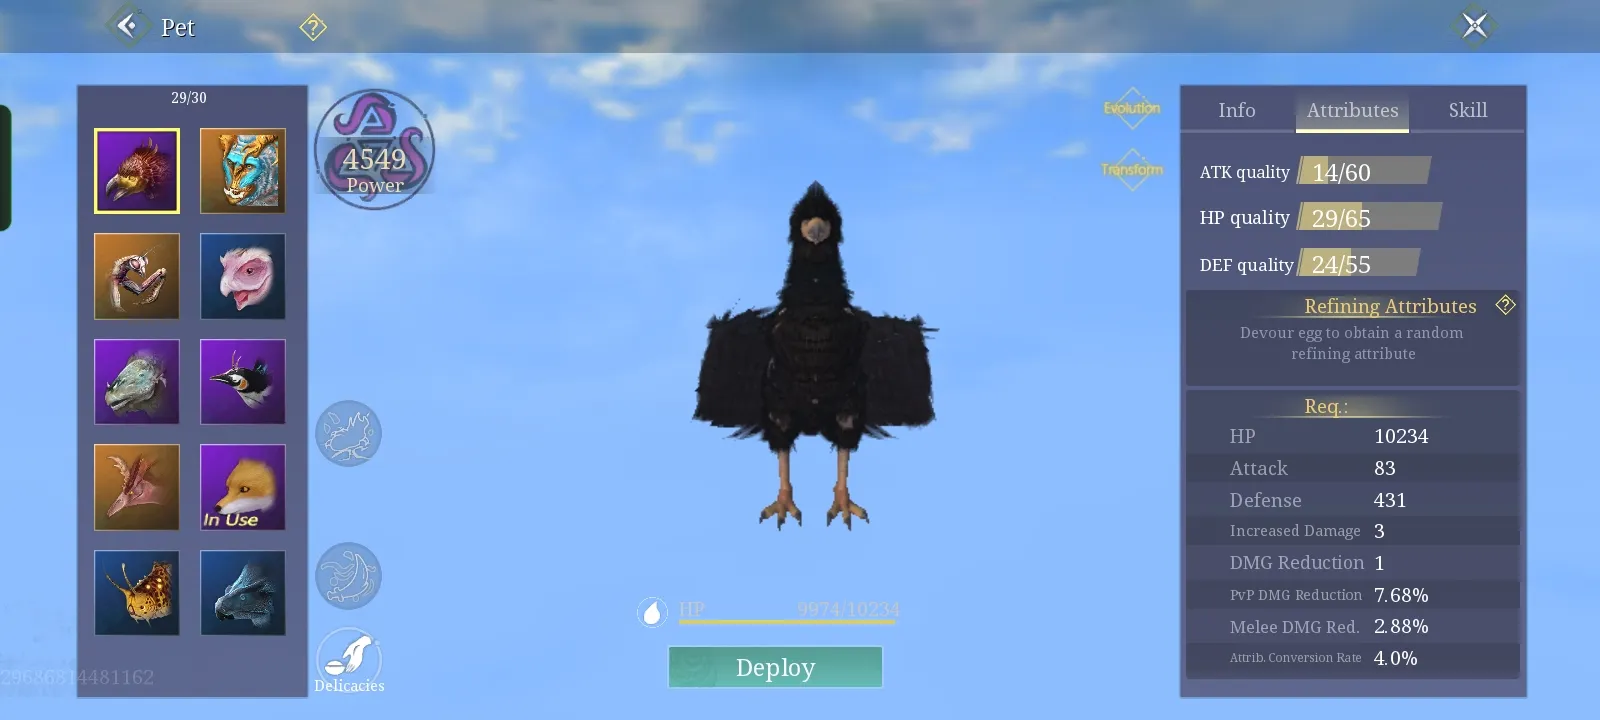 Pet
?
29/30
4549
Power
In Use
Delicacies
29686814481162
Evolution
Transform
HP 9974/10234
Deploy
Info Attributes Skill
ATK quality 14/60
HP quality 29/65
DEF quality 24/55
Refining Attributes ?
Devour egg to obtain a random
refining attribute
Req.:
HP 10234
Attack 83
Defense 431
Increased Damage 3
DMG Reduction 1
PvP DMG Reduction 7.68%
Melee DMG Red. 2.88%
Attrib. Conversion Rate 4.0%